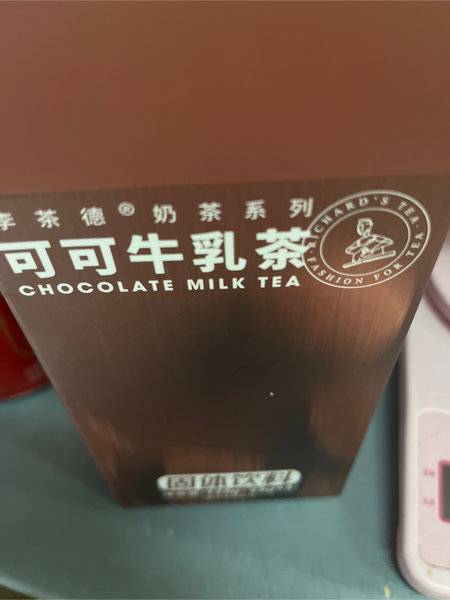 李茶德® 奶茶系列
可可牛乳茶
CHOCOLATE MILK TEA
RICHARD'S TEA
FASHION FOR TEA
固体饮料